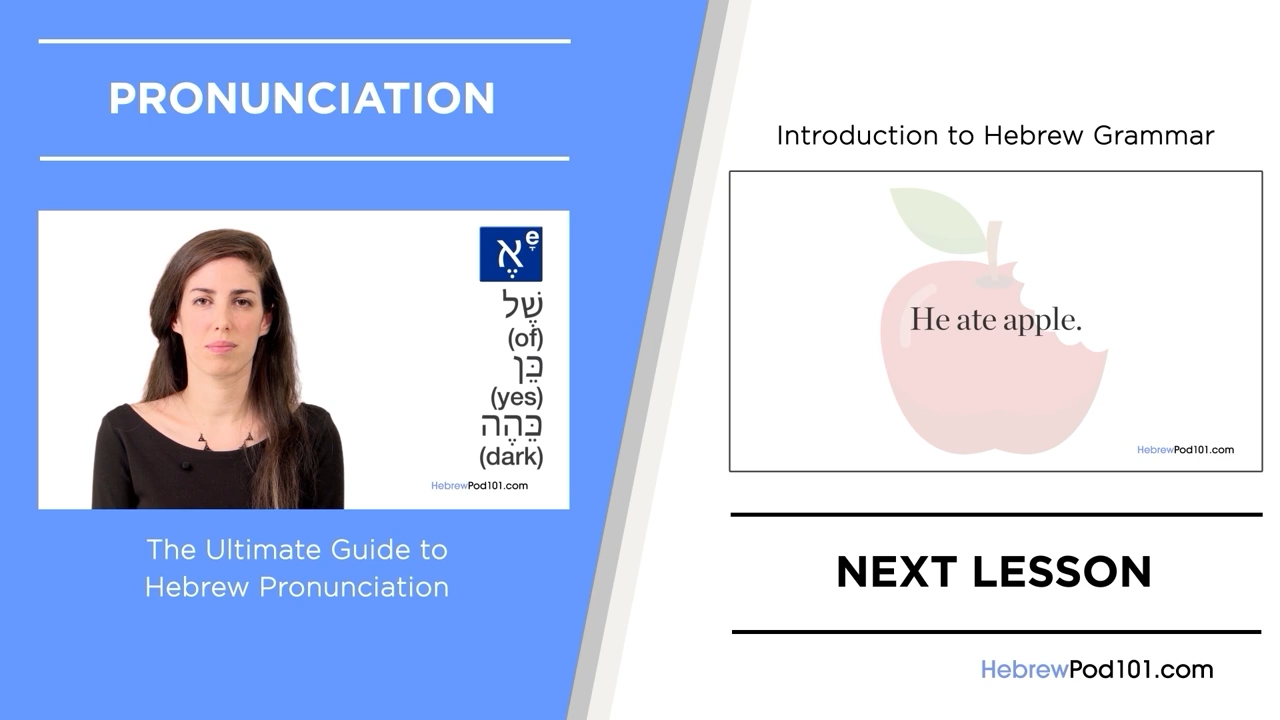 PRONUNCIATION
אֶ ẹ
שֶׁל
(of)
כֵּן
(yes)
כֵּהֶה
(dark)
HebrewPod101.com
The Ultimate Guide to
Hebrew Pronunciation
Introduction to Hebrew Grammar
He ate apple.
HebrewPod101.com
NEXT LESSON
HebrewPod101.com